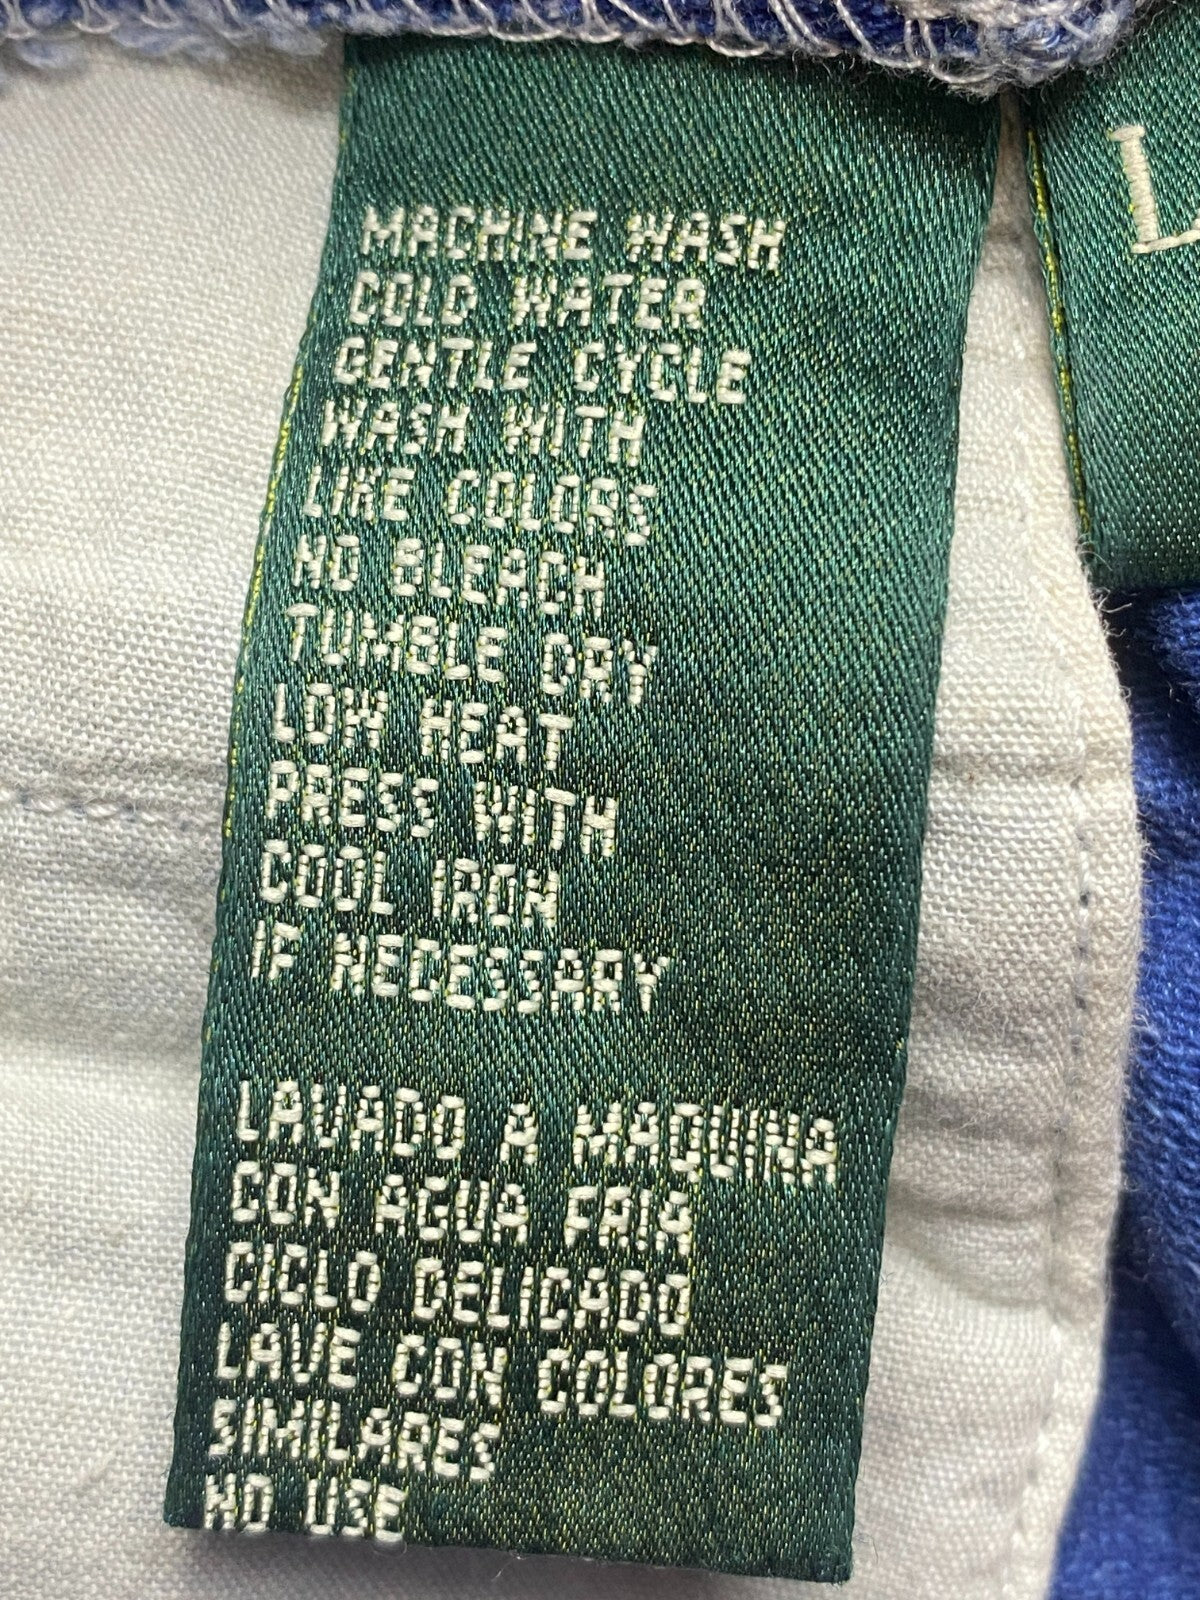 MACHINE WASH
COLD WATER
GENTLE CYCLE
WASH WITH
LIKE COLORS
NO BLEACH
TUMBLE DRY
LOW HEAT
PRESS WITH
COOL IRON
IF NECESSARY
LAVADO A MAQUINA
CON AGUA FRIA
CICLO DELICADO
LAVE CON COLORES
SIMILARES
NO USE
L